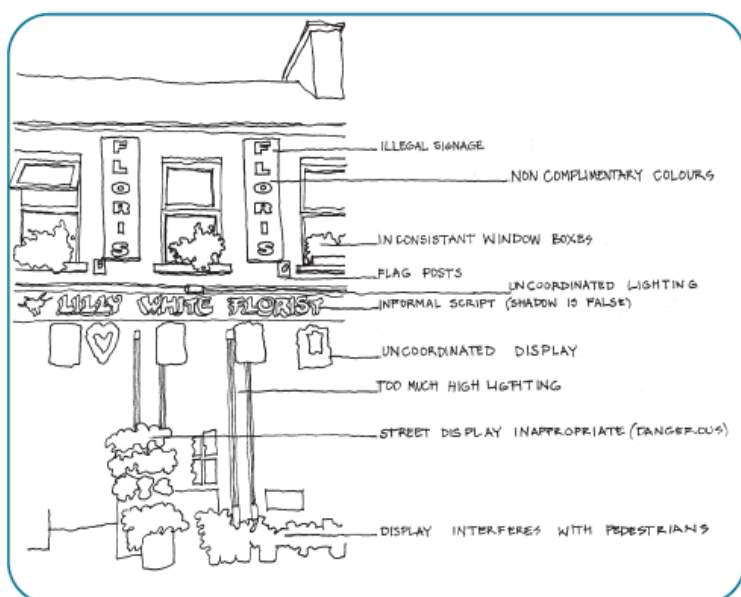 FLORIS
FLORIS
ILLEGAL SIGNAGE
NON COMPLIMENTARY COLOURS
INCONSISTANT WINDOW BOXES
FLAG POSTS
UNCOORDINATED LIGHTING
LILLY WHITE FLORIST
INFORMAL SCRIPT (SHADOW IS FALSE)
UNCOORDINATED DISPLAY
TOO MUCH HIGH LIGHTING
STREET DISPLAY INAPPROPRIATE (DANGEROUS)
DISPLAY INTERFERES WITH PEDESTRIANS